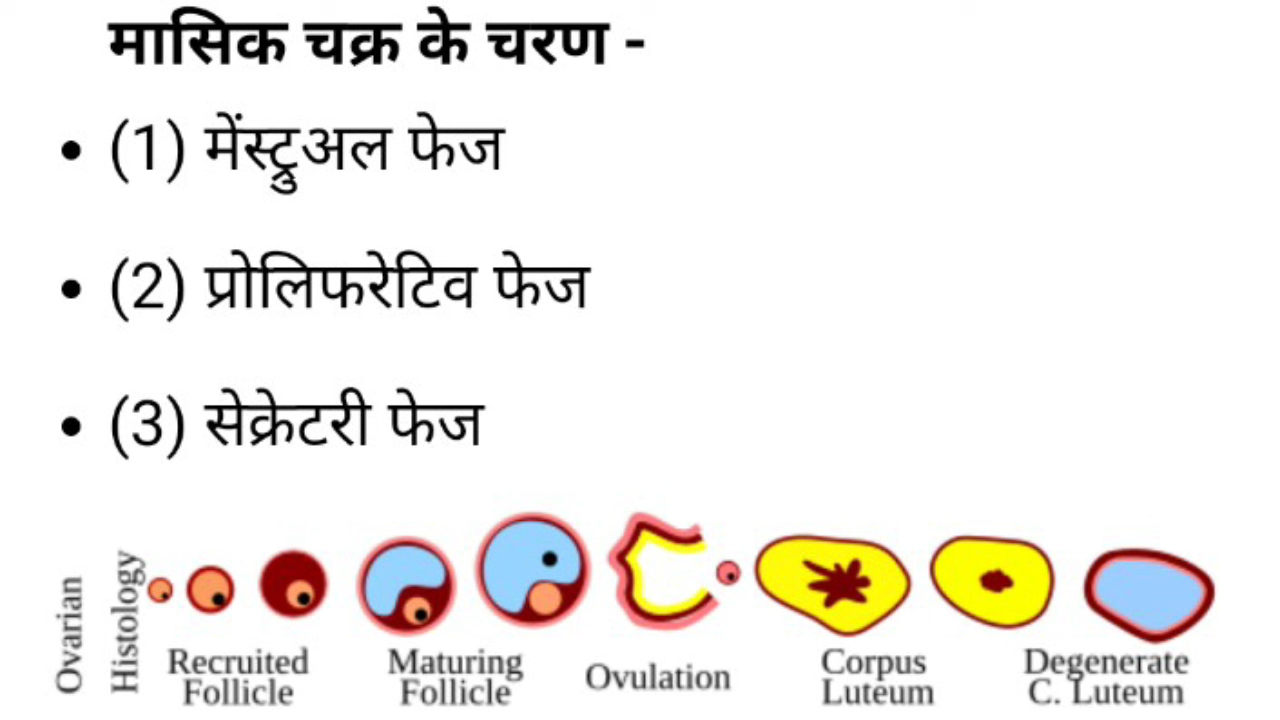 मासिक चक्र के चरण -
• (1) मेंस्ट्रुअल फेज
• (2) प्रोलिफरेटिव फेज
• (3) सेक्रेटरी फेज
Ovarian
Histology
Recruited
Follicle
Maturing
Follicle
Ovulation
Corpus
Luteum
Degenerate
C. Luteum